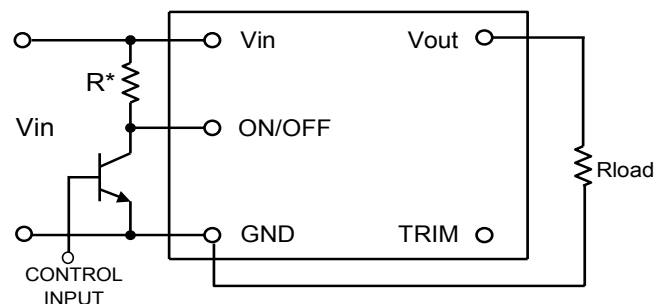 Vin
Vout
R*
Vin
ON/OFF
Rload
GND
TRIM
CONTROL
INPUT